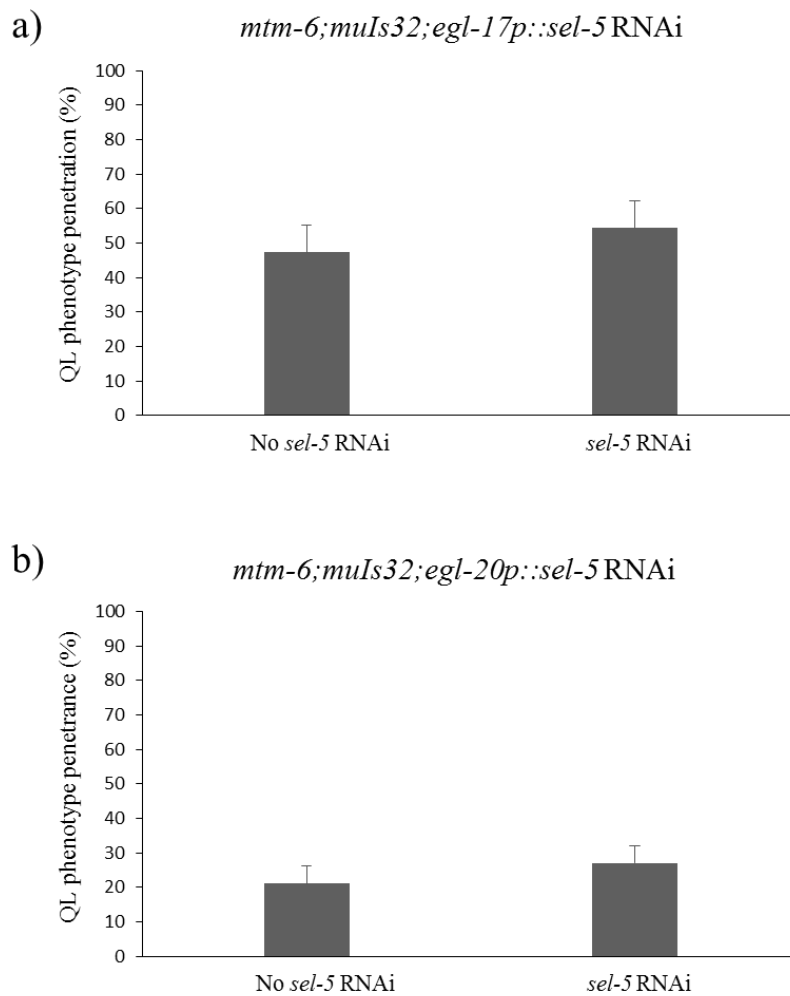 a)
mtm-6;muIs32;egl-17p::sel-5 RNAi
QL phenotype penetration (%)
100
90
80
70
60
50
40
30
20
10
0
No sel-5 RNAi
sel-5 RNAi
b)
mtm-6;muIs32;egl-20p::sel-5 RNAi
QL phenotype penetrance (%)
100
90
80
70
60
50
40
30
20
10
0
No sel-5 RNAi
sel-5 RNAi